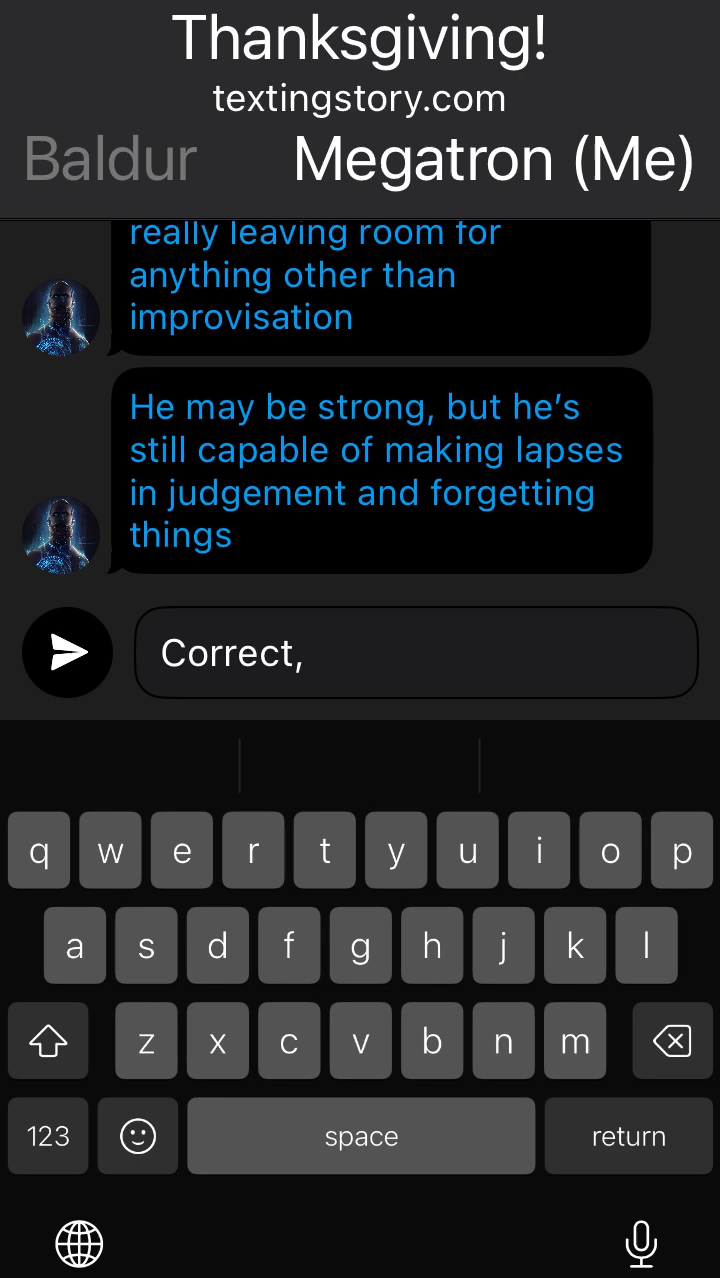 Thanksgiving!
textingstory.com
Baldur Megatron (Me)
really leaving room for
anything other than
improvisation
He may be strong, but he’s
still capable of making lapses
in judgement and forgetting
things
Correct,
q w e r t y u i o p
a s d f g h j k l
z x c v b n m
123 space return